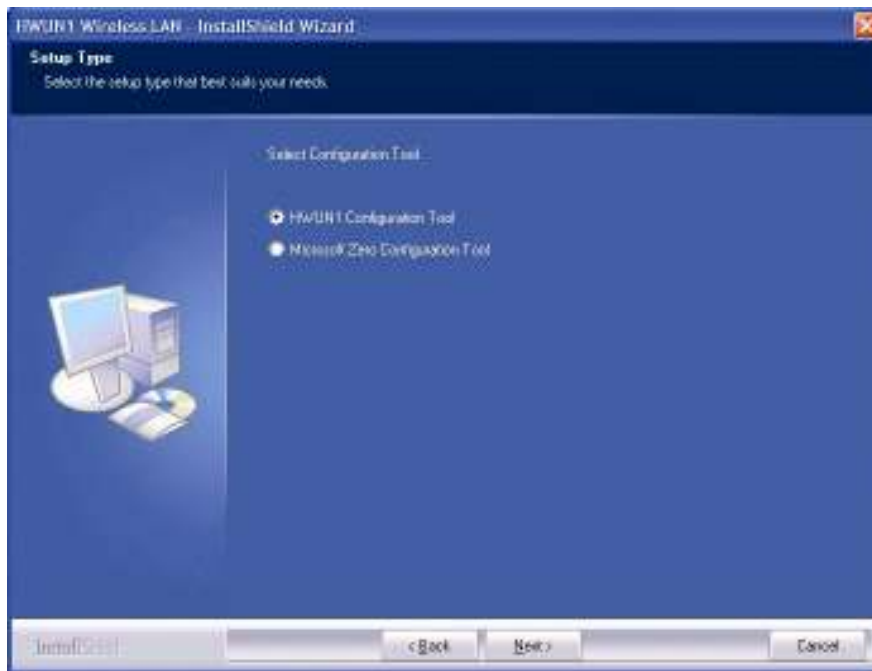 HWUN1 Wireless LAN - InstallShield Wizard
Setup Type
Select the setup type that best suits your needs.
Select Configuration Tool
HWUN1 Configuration Tool
Microsoft Zero Configuration Tool
InstallShield
< Back
Next >
Cancel